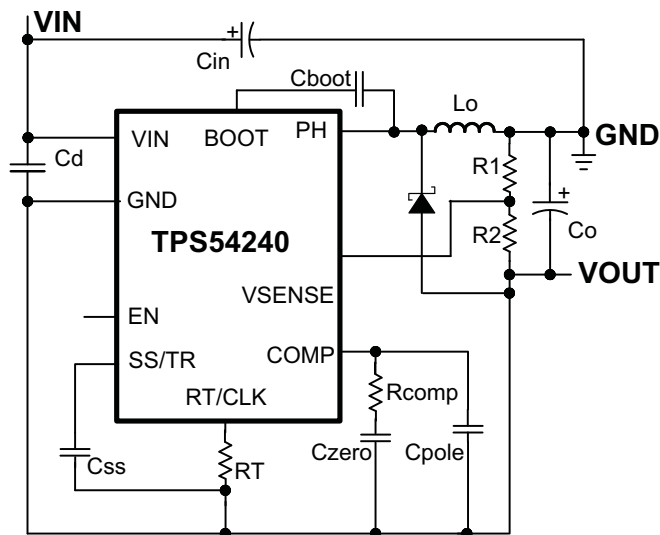 VIN
+
Cin
Cboot
Lo
VIN
BOOT
PH
GND
Cd
R1
GND
+
TPS54240
R2
Co
VOUT
VSENSE
EN
COMP
SS/TR
RT/CLK
Rcomp
Css
RT
Czero
Cpole